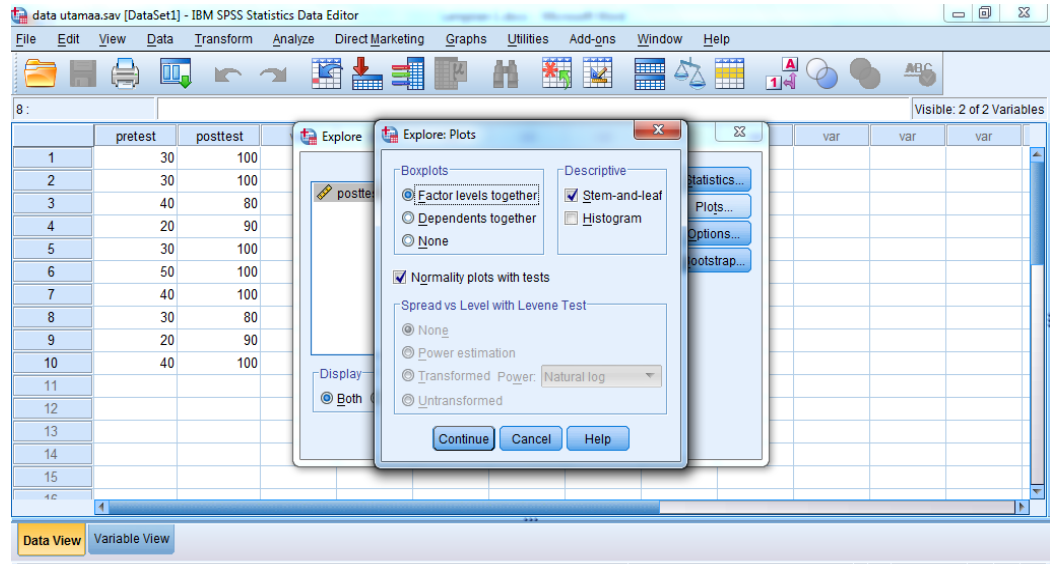 data utamaa.sav [DataSet1] - IBM SPSS Statistics Data Editor
File Edit View Data Transform Analyze Direct Marketing Graphs Utilities Add-ons Window Help
8 :
Visible: 2 of 2 Variables
pretest posttest var var var
1 30 100
2 30 100
3 40 80
4 20 90
5 30 100
6 50 100
7 40 100
8 30 80
9 20 90
10 40 100
11
12
13
14
15
16
Explore
postte
Statistics...
Plots...
Options...
ootstrap...
Display
Both
Explore: Plots
Boxplots
Factor levels together
Dependents together
None
Descriptive
Stem-and-leaf
Histogram
Normality plots with tests
Spread vs Level with Levene Test
None
Power estimation
Transformed Power: Natural log
Untransformed
Continue Cancel Help
Data View Variable View